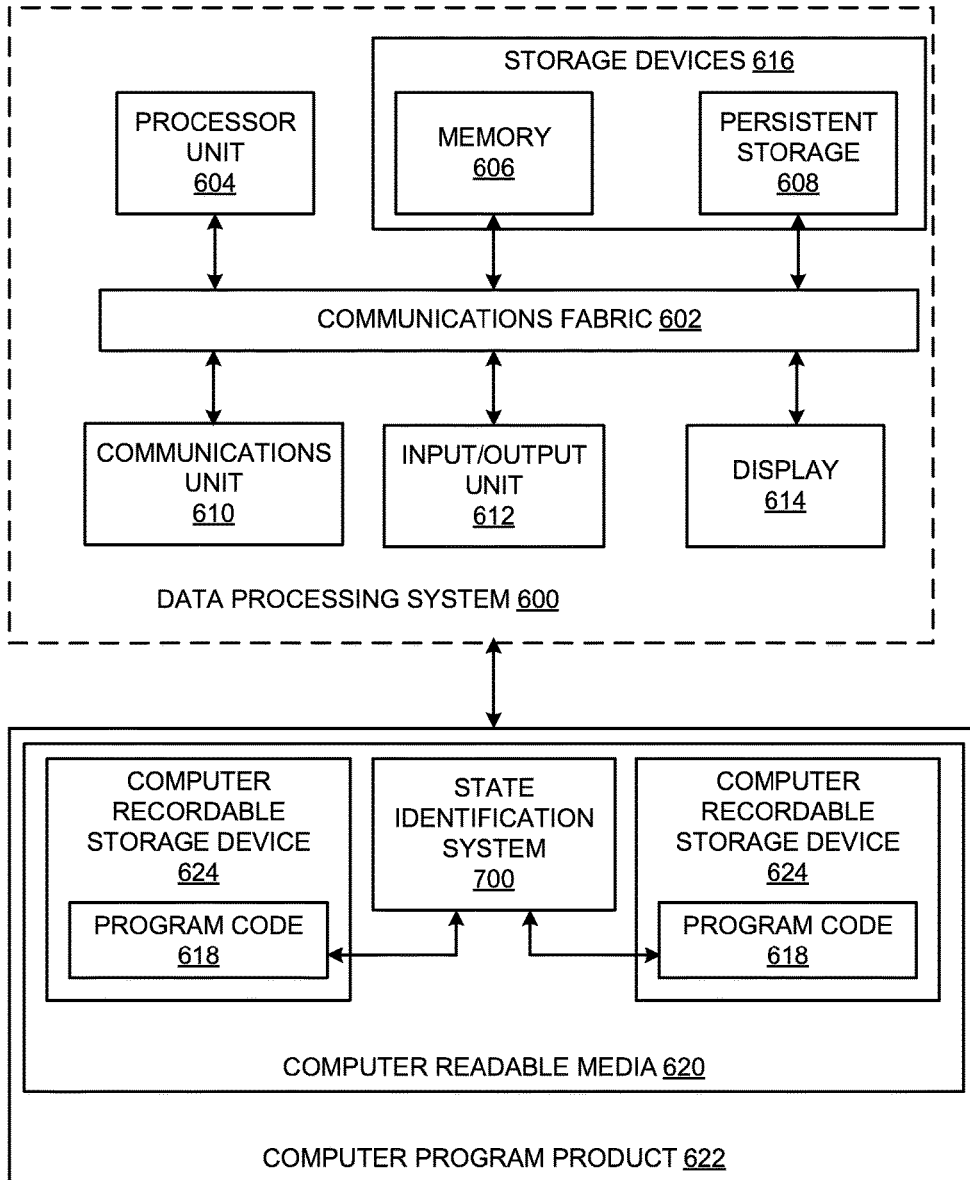 STORAGE DEVICES 616
PROCESSOR
UNIT
604
MEMORY
606
PERSISTENT
STORAGE
608
COMMUNICATIONS FABRIC 602
COMMUNICATIONS
UNIT
610
INPUT/OUTPUT
UNIT
612
DISPLAY
614
DATA PROCESSING SYSTEM 600
COMPUTER
RECORDABLE
STORAGE DEVICE
624
PROGRAM CODE
618
STATE
IDENTIFICATION
SYSTEM
700
COMPUTER
RECORDABLE
STORAGE DEVICE
624
PROGRAM CODE
618
COMPUTER READABLE MEDIA 620
COMPUTER PROGRAM PRODUCT 622